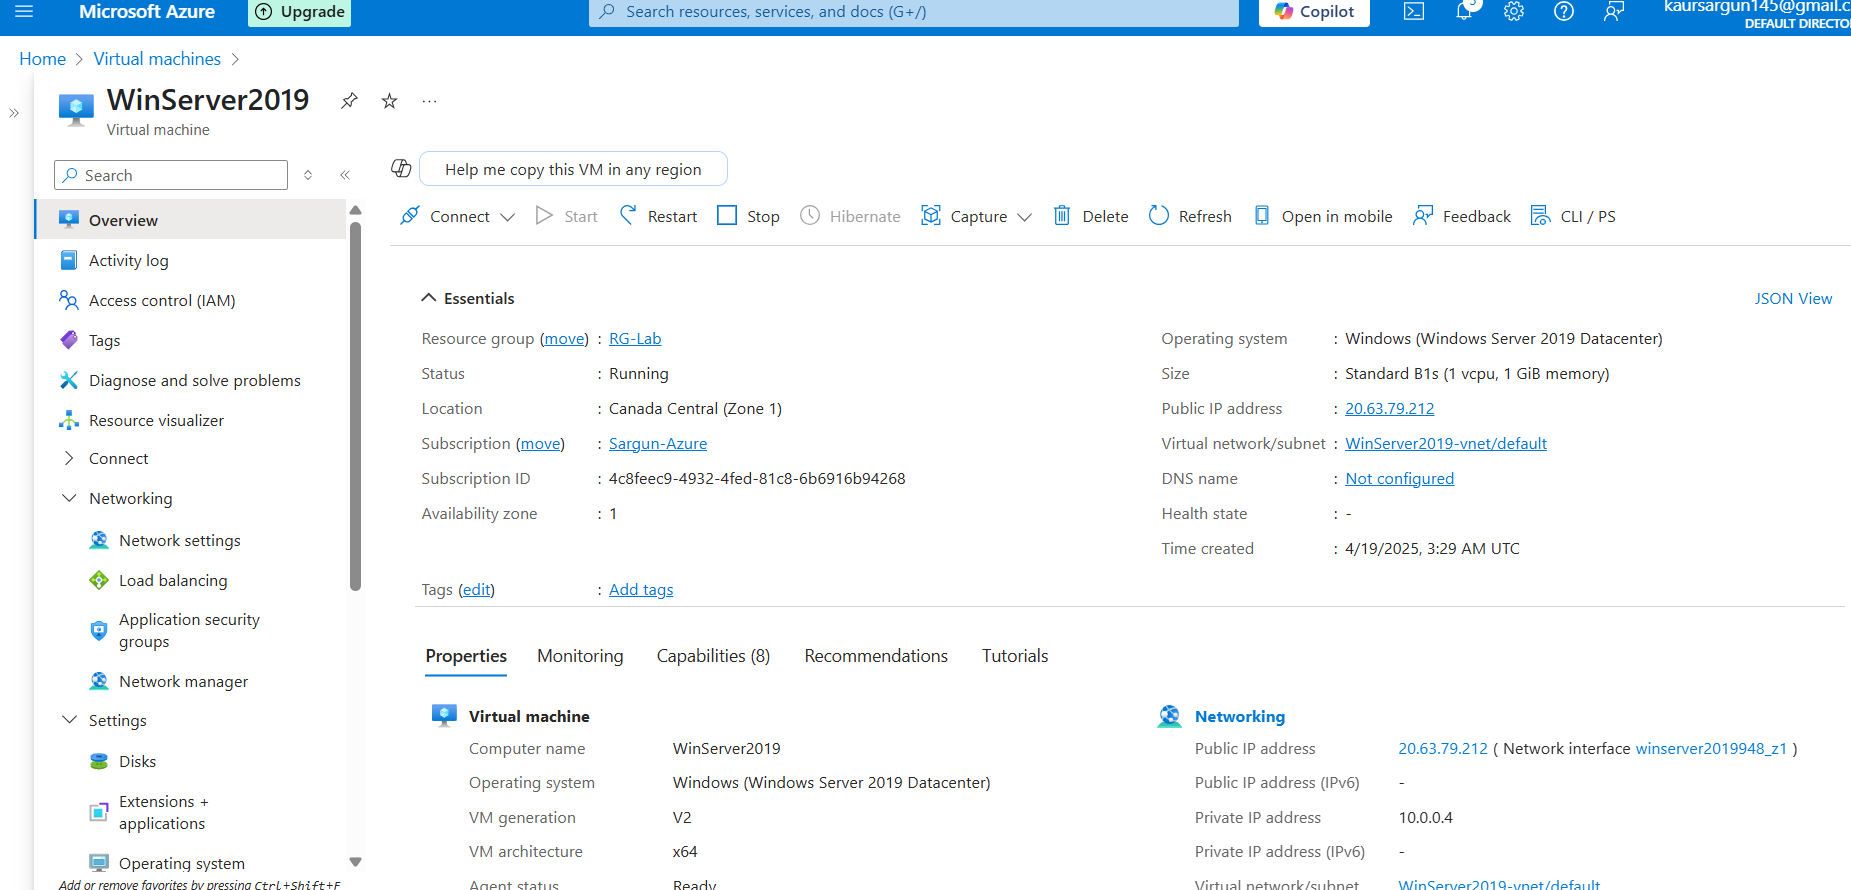 Microsoft Azure
Upgrade
Search resources, services, and docs (G+/)
Copilot
5
kaursargun145@gmail.c
DEFAULT DIRECTO
Home > Virtual machines >
WinServer2019
Virtual machine
Search
Overview
Activity log
Access control (IAM)
Tags
Diagnose and solve problems
Resource visualizer
Connect
Networking
Network settings
Load balancing
Application security
groups
Network manager
Settings
Disks
Extensions +
applications
Operating system
Add or remove favorites by pressing Ctrl+Shift+F
Help me copy this VM in any region
Connect Start Restart Stop Hibernate Capture Delete Refresh Open in mobile Feedback CLI / PS
Essentials
JSON View
Resource group (move) : RG-Lab
Status : Running
Location : Canada Central (Zone 1)
Subscription (move) : Sargun-Azure
Subscription ID : 4c8feec9-4932-4fed-81c8-6b6916b94268
Availability zone : 1
Operating system : Windows (Windows Server 2019 Datacenter)
Size : Standard B1s (1 vcpu, 1 GiB memory)
Public IP address : 20.63.79.212
Virtual network/subnet : WinServer2019-vnet/default
DNS name : Not configured
Health state : -
Time created : 4/19/2025, 3:29 AM UTC
Tags (edit) : Add tags
Properties Monitoring Capabilities (8) Recommendations Tutorials
Virtual machine
Computer name WinServer2019
Operating system Windows (Windows Server 2019 Datacenter)
VM generation V2
VM architecture x64
Agent status Ready
Networking
Public IP address 20.63.79.212 ( Network interface winserver2019948_z1 )
Public IP address (IPv6) -
Private IP address 10.0.0.4
Private IP address (IPv6) -
Virtual network/subnet WinServer2019-vnet/default